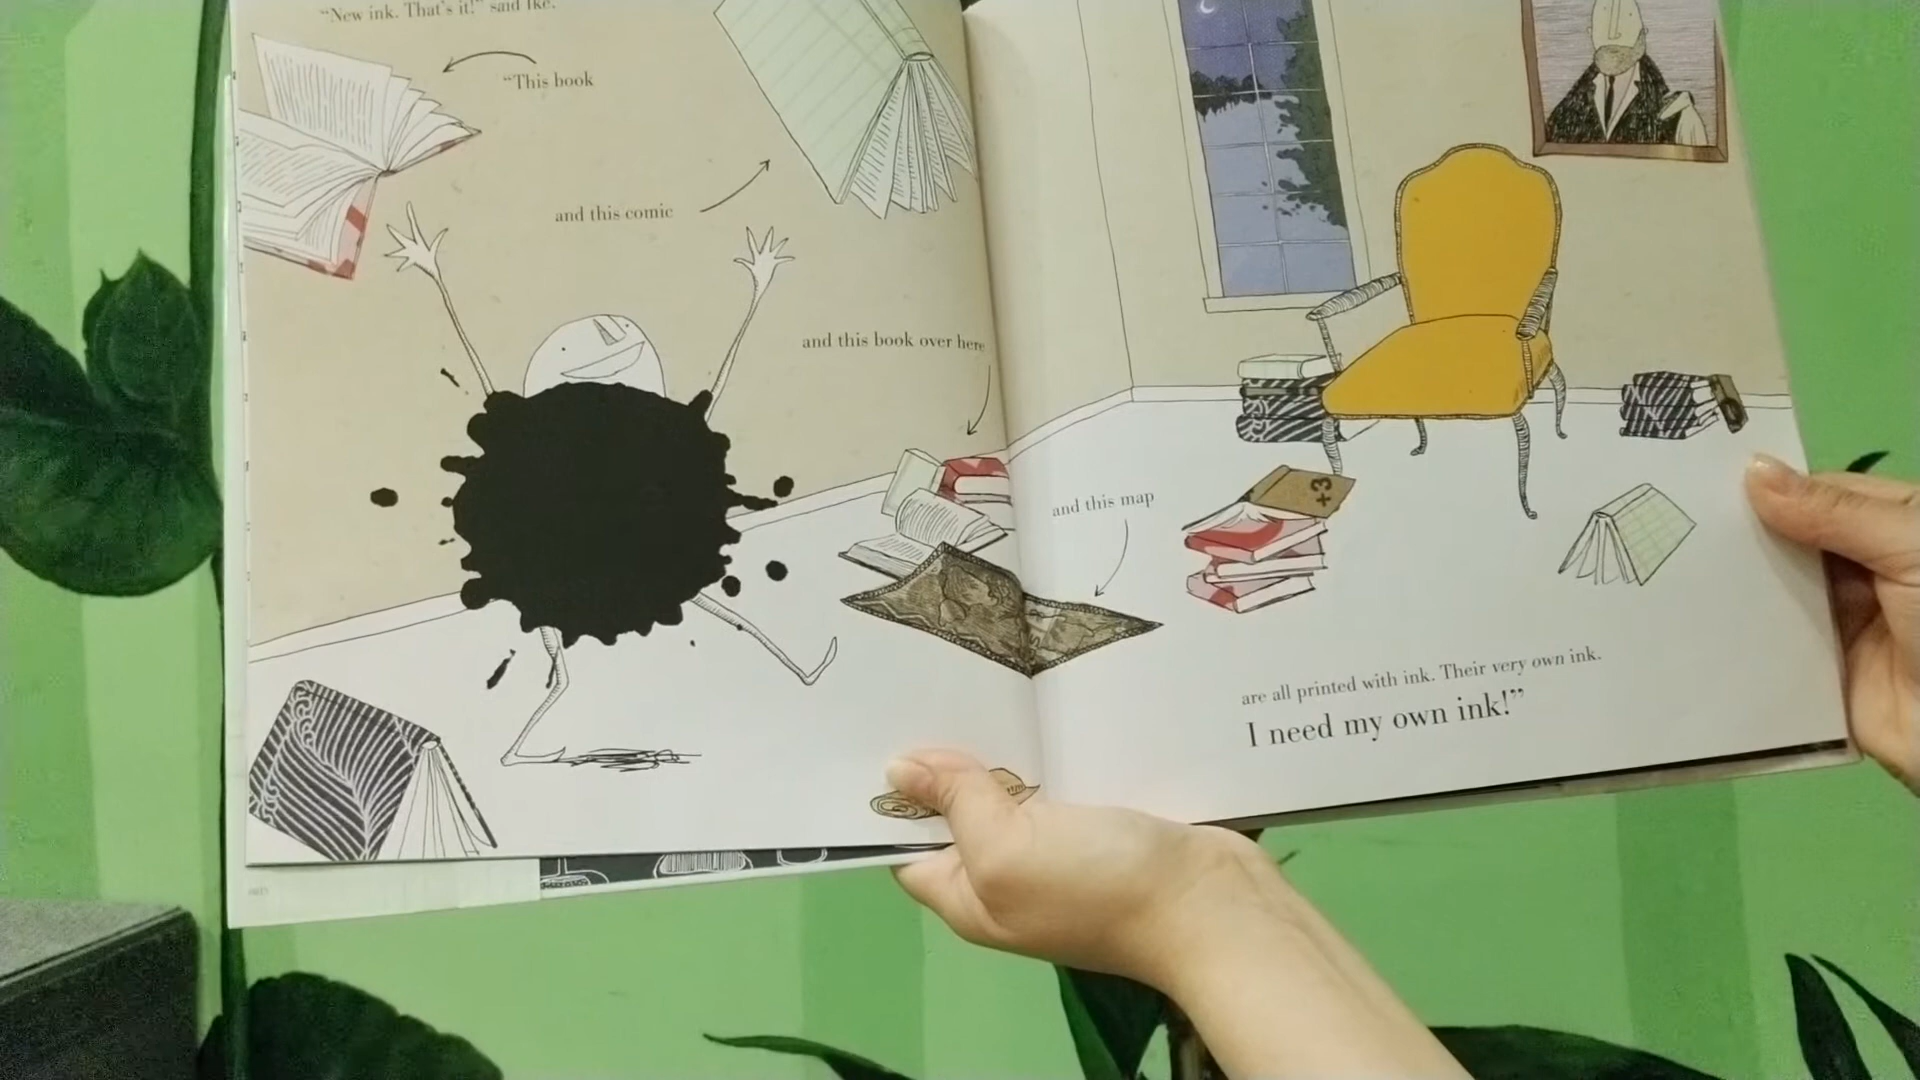 "New ink. That's it!" said Ike.
"This book
and this comic
and this book over here
and this map
+3
are all printed with ink. Their very own ink.
I need my own ink!"